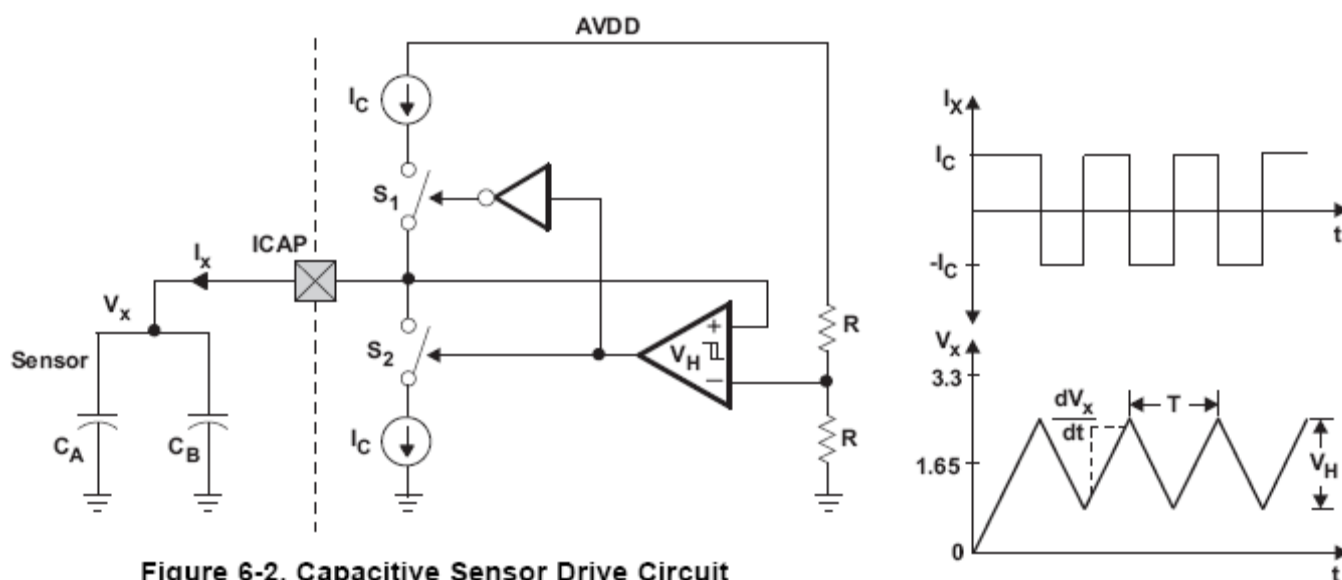 AVDD
I_C
S_1
ICAP
I_x
V_x
Sensor
C_A
C_B
S_2
I_C
+
V_H
−
R
R
I_X
I_C
-I_C
t
V_x
3.3
1.65
0
dV_x
dt
T
V_H
t
Figure 6-2. Capacitive Sensor Drive Circuit